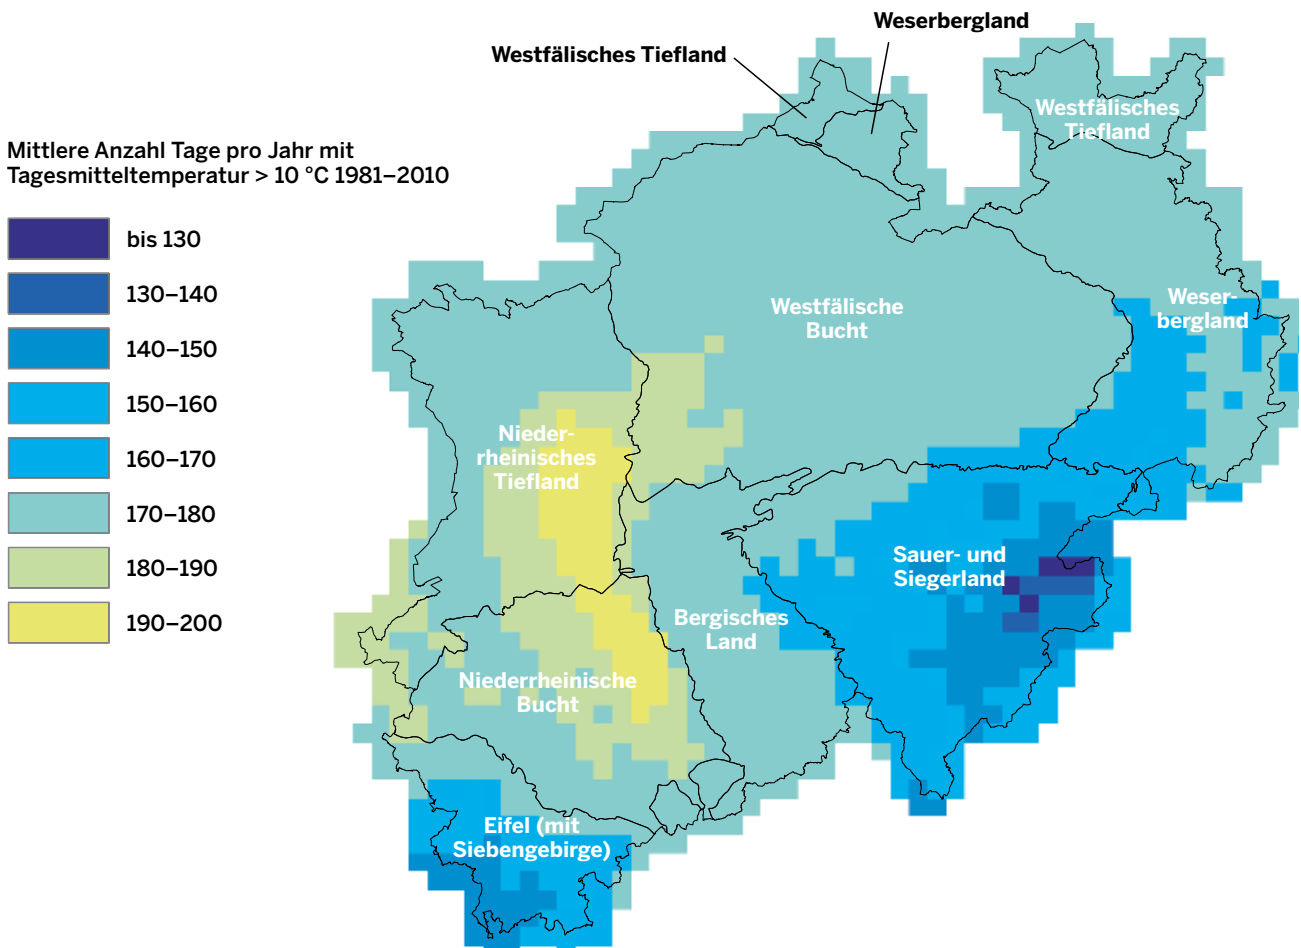 Weserbergland
Westfälisches Tiefland
Westfälisches
Tiefland
Mittlere Anzahl Tage pro Jahr mit
Tagesmitteltemperatur > 10 °C 1981–2010
bis 130
130–140
140–150
150–160
160–170
170–180
180–190
190–200
Westfälische
Bucht
Weser-
bergland
Nieder-
rheinisches
Tiefland
Sauer- und
Siegerland
Bergisches
Land
Niederrheinische
Bucht
Eifel (mit
Siebengebirge)